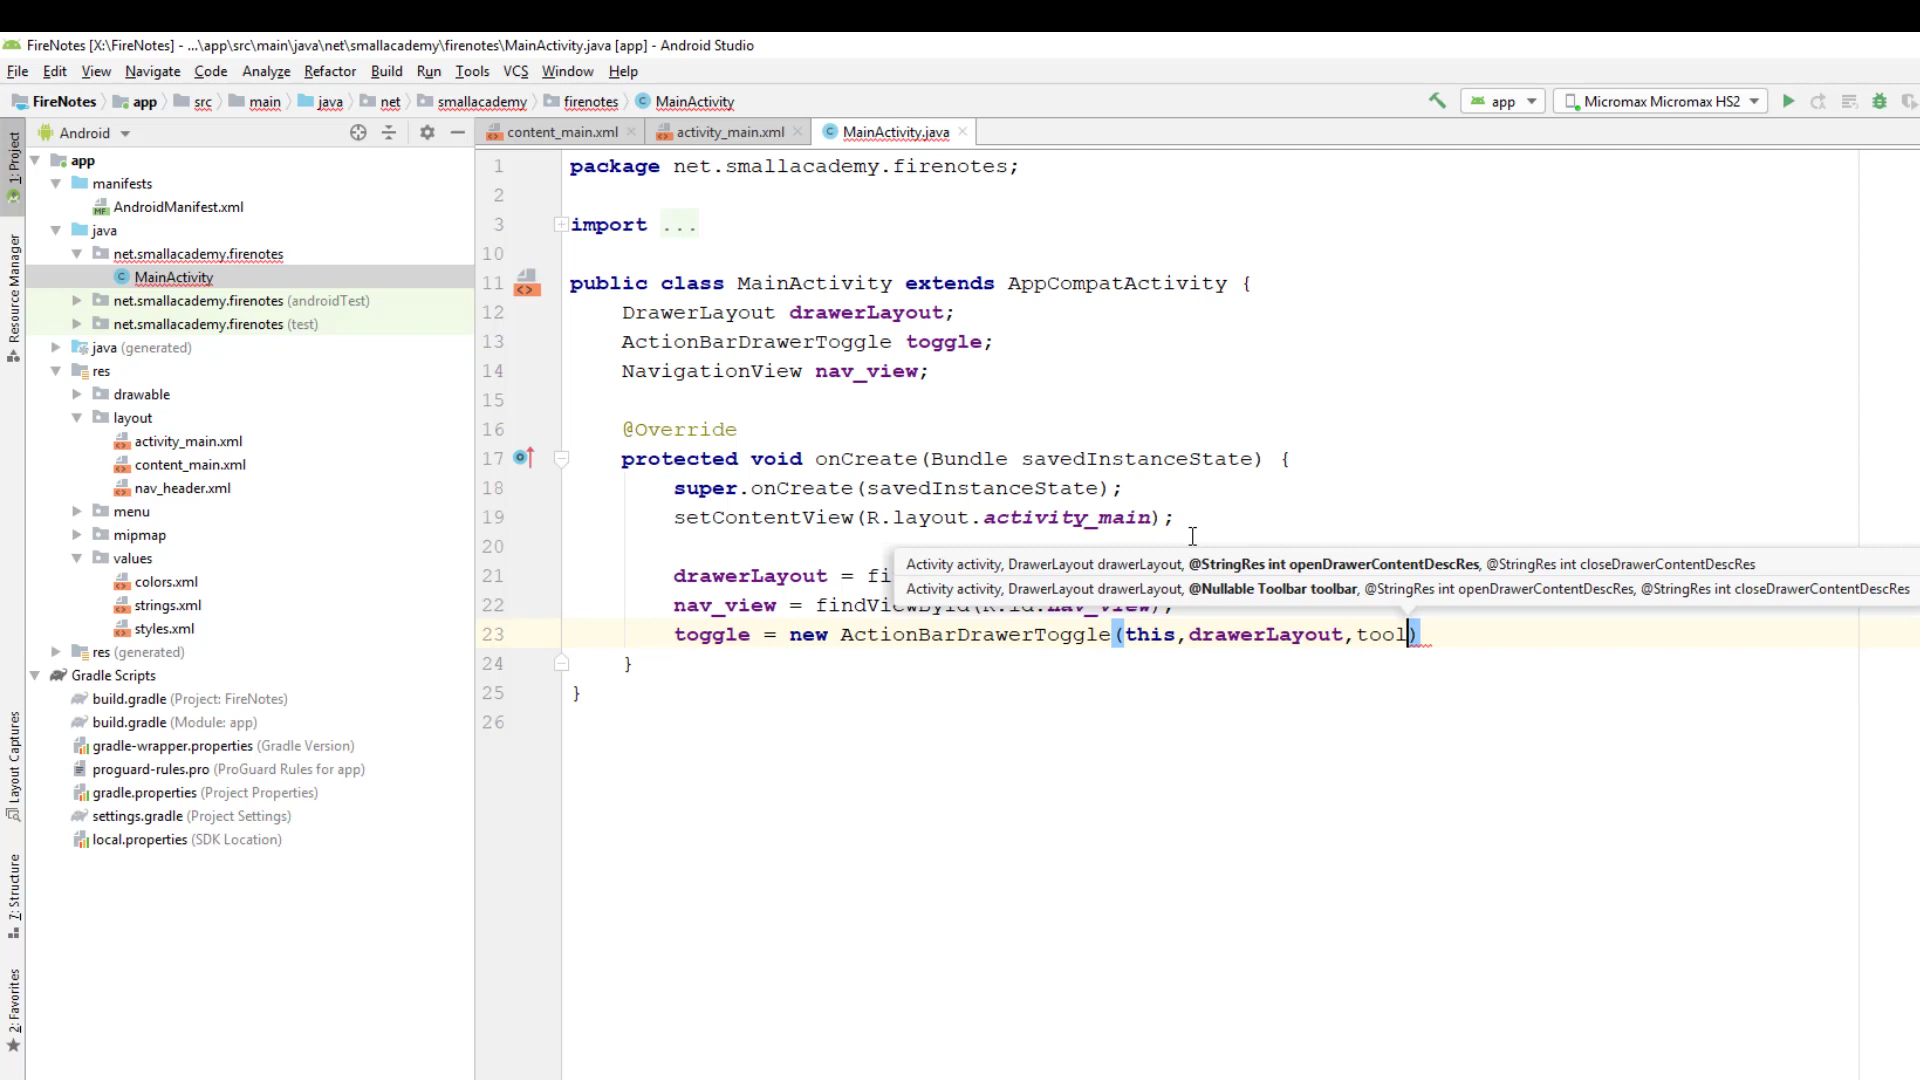 FireNotes [X:\FireNotes] - ...\app\src\main\java\net\smallacademy\firenotes\MainActivity.java [app] - Android Studio
File Edit View Navigate Code Analyze Refactor Build Run Tools VCS Window Help
FireNotes app src main java net smallacademy firenotes MainActivity app Micromax Micromax HS2
Android content_main.xml activity_main.xml MainActivity.java
1: Project
Resource Manager
Layout Captures
7: Structure
2: Favorites
app
manifests
AndroidManifest.xml
java
net.smallacademy.firenotes
MainActivity
net.smallacademy.firenotes (androidTest)
net.smallacademy.firenotes (test)
java (generated)
res
drawable
layout
activity_main.xml
content_main.xml
nav_header.xml
menu
mipmap
values
colors.xml
strings.xml
styles.xml
res (generated)
Gradle Scripts
build.gradle (Project: FireNotes)
build.gradle (Module: app)
gradle-wrapper.properties (Gradle Version)
proguard-rules.pro (ProGuard Rules for app)
gradle.properties (Project Properties)
settings.gradle (Project Settings)
local.properties (SDK Location)
1 package net.smallacademy.firenotes;
2
3 import ...
10
11 public class MainActivity extends AppCompatActivity {
12 DrawerLayout drawerLayout;
13 ActionBarDrawerToggle toggle;
14 NavigationView nav_view;
15
16 @Override
17 protected void onCreate(Bundle savedInstanceState) {
18 super.onCreate(savedInstanceState);
19 setContentView(R.layout.activity_main);
20
Activity activity, DrawerLayout drawerLayout, @StringRes int openDrawerContentDescRes, @StringRes int closeDrawerContentDescRes
21 drawerLayout = fi
Activity activity, DrawerLayout drawerLayout, @Nullable Toolbar toolbar, @StringRes int openDrawerContentDescRes, @StringRes int closeDrawerContentDescRes
22 nav_view = findViewById(R.id.nav_view);
23 toggle = new ActionBarDrawerToggle(this,drawerLayout,tool)
24 }
25 }
26